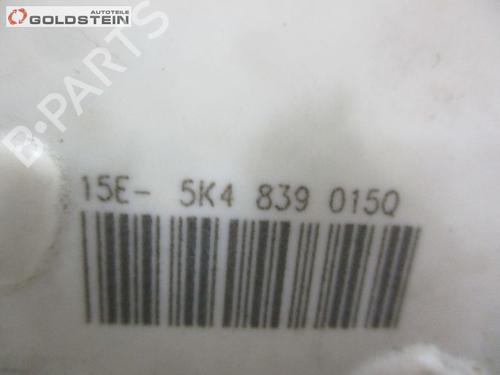 AUTOTEILE
GOLDSTEIN
B-PARTS
15E- 5K4 839 015Q